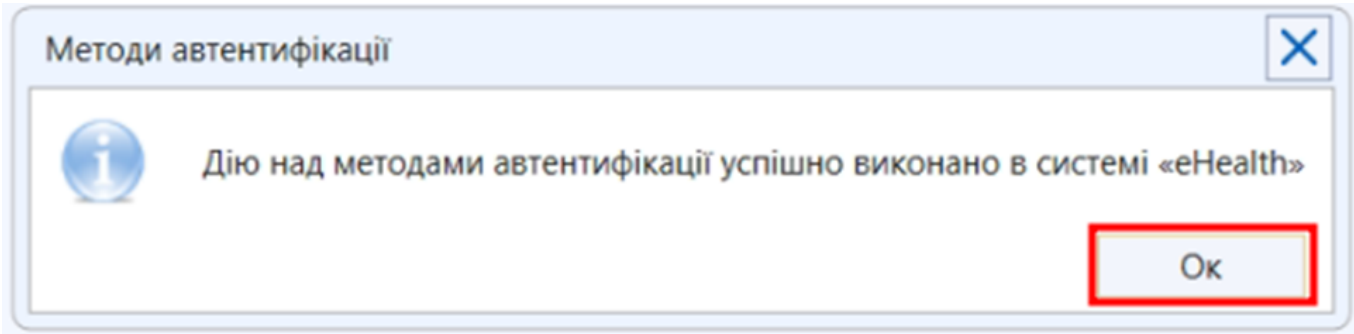 Методи автентифікації
Дію над методами автентифікації успішно виконано в системі «eHealth»
Ок